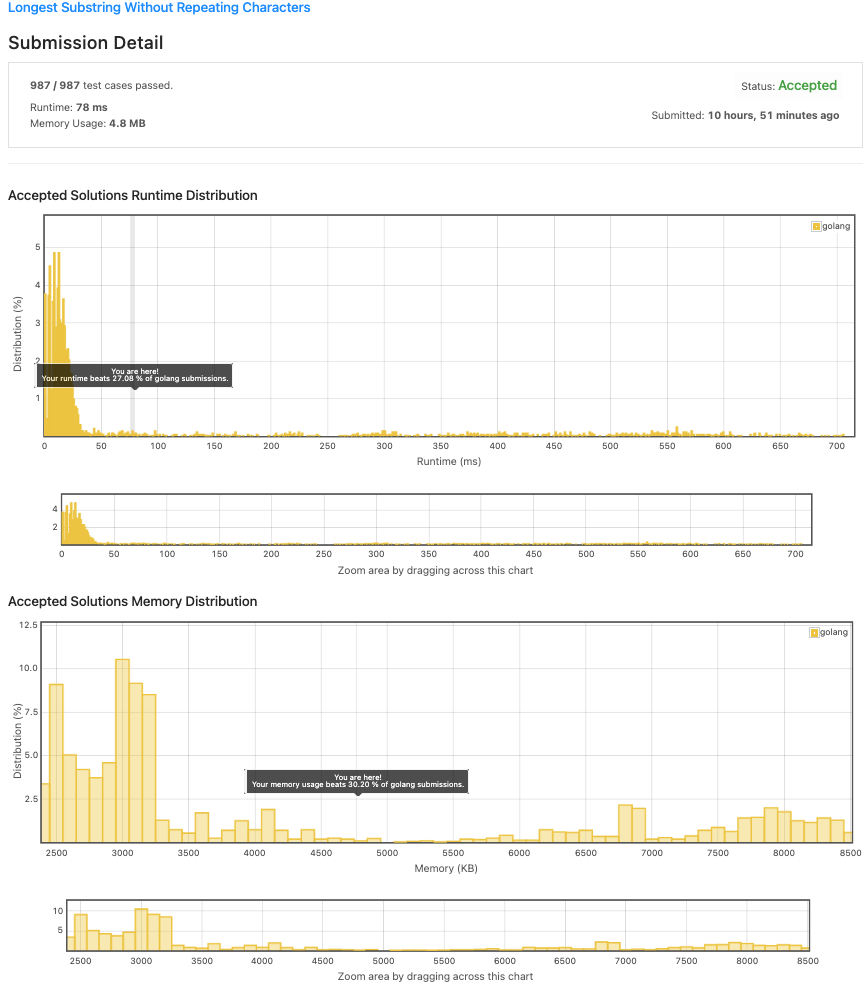 Longest Substring Without Repeating Characters
Submission Detail
987 / 987 test cases passed.
Status: Accepted
Runtime: 78 ms
Submitted: 10 hours, 51 minutes ago
Memory Usage: 4.8 MB
Accepted Solutions Runtime Distribution
golang
5
4
3
2
1
Distribution (%)
You are here!
Your runtime beats 27.08 % of golang submissions.
0 50 100 150 200 250 300 350 400 450 500 550 600 650 700
Runtime (ms)
4
2
0 50 100 150 200 250 300 350 400 450 500 550 600 650 700
Zoom area by dragging across this chart
Accepted Solutions Memory Distribution
12.5
golang
10.0
7.5
5.0
2.5
Distribution (%)
You are here!
Your memory usage beats 30.20 % of golang submissions.
2500 3000 3500 4000 4500 5000 5500 6000 6500 7000 7500 8000 8500
Memory (KB)
10
5
2500 3000 3500 4000 4500 5000 5500 6000 6500 7000 7500 8000 8500
Zoom area by dragging across this chart